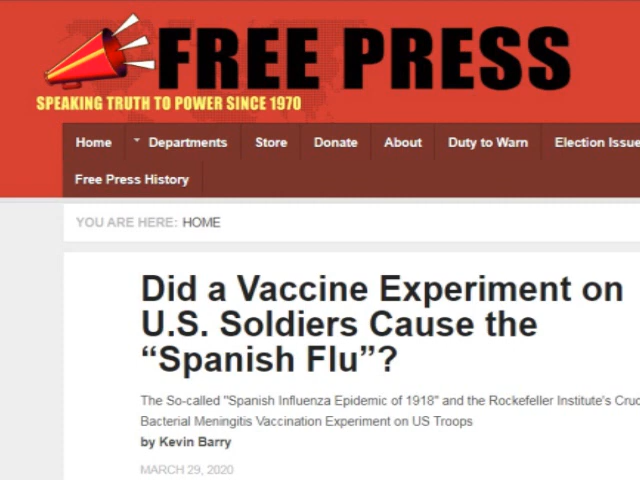 FREE PRESS
SPEAKING TRUTH TO POWER SINCE 1970
Home Departments Store Donate About Duty to Warn Election Issue
Free Press History
YOU ARE HERE: HOME
Did a Vaccine Experiment on
U.S. Soldiers Cause the
“Spanish Flu”?
The So-called "Spanish Influenza Epidemic of 1918" and the Rockefeller Institute's Cruc
Bacterial Meningitis Vaccination Experiment on US Troops
by Kevin Barry
MARCH 29, 2020